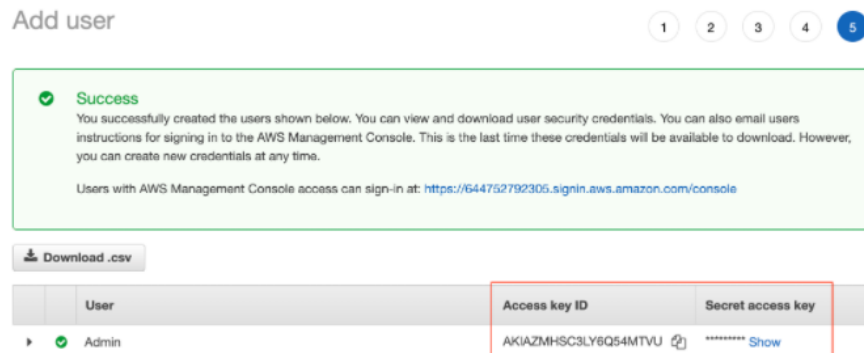 Add user
1 2 3 4 5
Success
You successfully created the users shown below. You can view and download user security credentials. You can also email users
instructions for signing in to the AWS Management Console. This is the last time these credentials will be available to download. However,
you can create new credentials at any time.
Users with AWS Management Console access can sign-in at: https://644752792305.signin.aws.amazon.com/console
Download .csv
User Access key ID Secret access key
Admin AKIAZMHSC3LY6Q54MTVU ********* Show